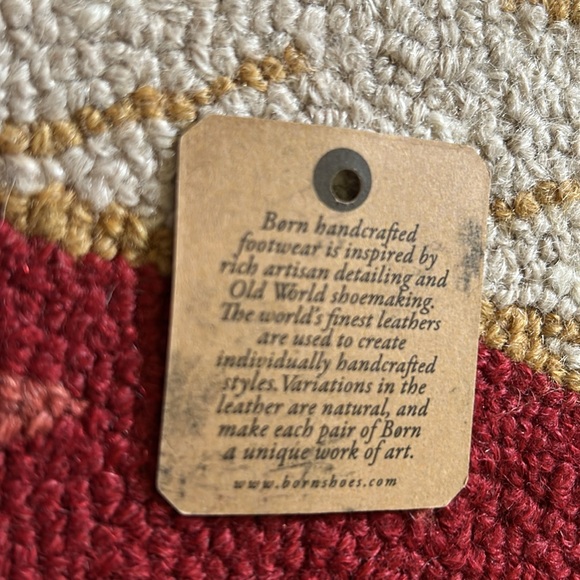 Børn handcrafted
footwear is inspired by
rich artisan detailing and
Old World shoemaking.
The world's finest leathers
are used to create
individually handcrafted
styles. Variations in the
leather are natural, and
make each pair of Børn
a unique work of art.
www.bornshoes.com